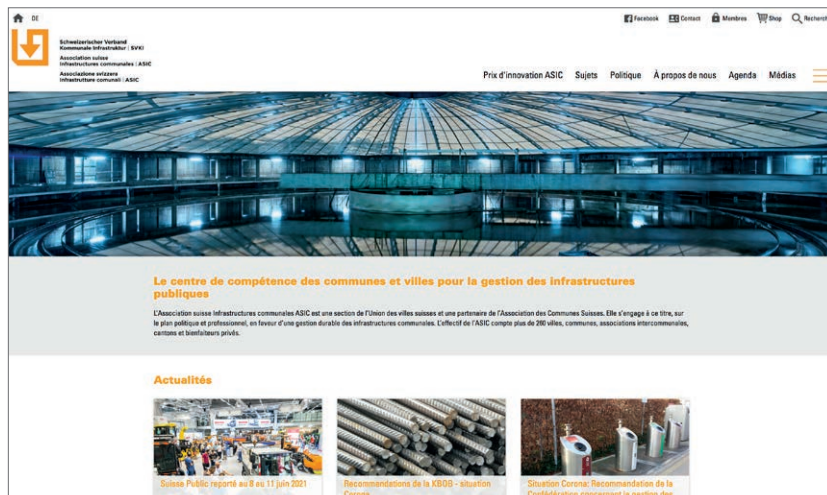 DE
Facebook
Contact
Membres
Shop
Recherche
Schweizerischer Verband
Kommunale Infrastruktur | SVKI
Association suisse
Infrastructures communales | ASIC
Associazione svizzera
Infrastrutture comunali | ASIC
Prix d'innovation ASIC Sujets Politique À propos de nous Agenda Médias
Le centre de compétence des communes et villes pour la gestion des infrastructures
publiques
L'Association suisse Infrastructures communales ASIC est une section de l'Union des villes suisses et une partenaire de l'Association des Communes Suisses. Elle s'engage à ce titre, sur
le plan politique et professionnel, en faveur d'une gestion durable des infrastructures communales. L'effectif de l'ASIC compte plus de 260 villes, communes, associations intercommunales,
cantons et bienfaiteurs privés.
Actualités
Suisse Public reporté au 8 au 11 juin 2021
Recommandations de la KBOB - situation
Corona
Situation Corona: Recommandation de la
Confédération concernant la gestion des